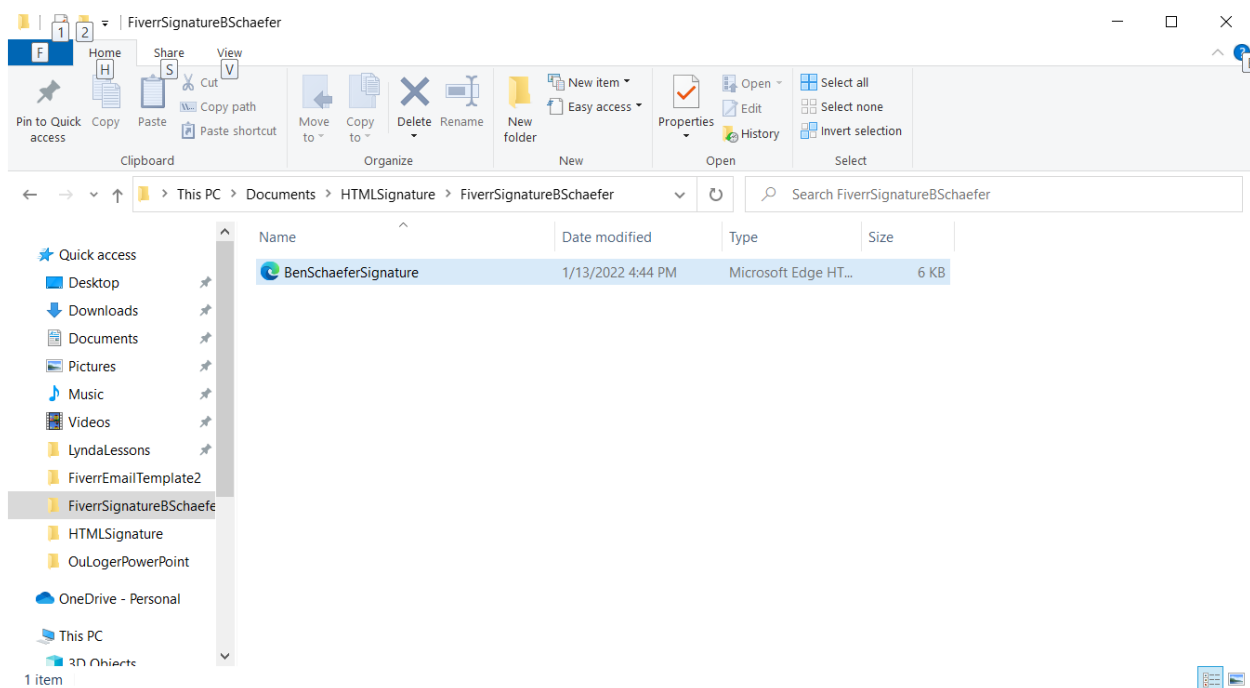 FiverrSignatureBSchaefer
1 2
F Home Share View
H S V
Pin to Quick access
Copy
Paste
Cut
Copy path
Paste shortcut
Clipboard
Move to
Copy to
Delete
Rename
Organize
New folder
New item
Easy access
New
Properties
Open
Edit
History
Open
Select all
Select none
Invert selection
Select
This PC > Documents > HTMLSignature > FiverrSignatureBSchaefer
Search FiverrSignatureBSchaefer
Name Date modified Type Size
BenSchaeferSignature 1/13/2022 4:44 PM Microsoft Edge HT... 6 KB
Quick access
Desktop
Downloads
Documents
Pictures
Music
Videos
LyndaLessons
FiverrEmailTemplate2
FiverrSignatureBSchaefe
HTMLSignature
OuLogerPowerPoint
OneDrive - Personal
This PC
3D Objects
1 item